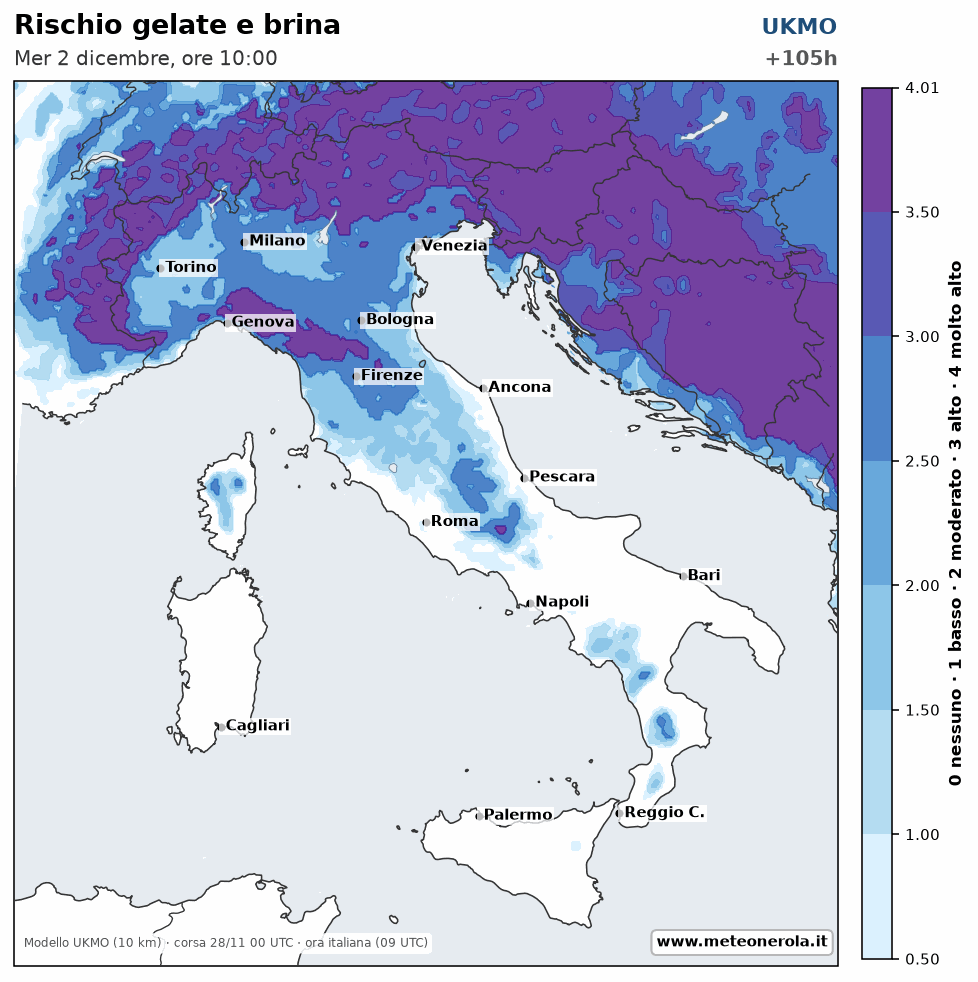 Rischio gelate e brina
UKMO
Mer 2 dicembre, ore 10:00
+105h
4.01
3.50
3.00
2.50
2.00
1.50
1.00
0.50
0 nessuno · 1 basso · 2 moderato · 3 alto · 4 molto alto
Milano
Venezia
Torino
Genova
Bologna
Firenze
Ancona
Pescara
Roma
Bari
Napoli
Cagliari
Palermo
Reggio C.
Modello UKMO (10 km) · corsa 28/11 00 UTC · ora italiana (09 UTC)
www.meteonerola.it